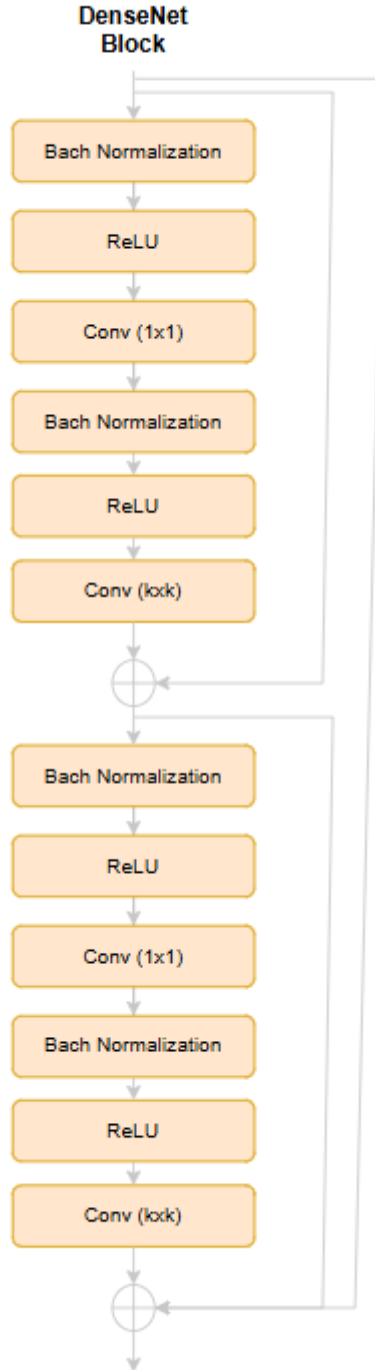 DenseNet
Block
Bach Normalization
ReLU
Conv (1x1)
Bach Normalization
ReLU
Conv (kxk)
Bach Normalization
ReLU
Conv (1x1)
Bach Normalization
ReLU
Conv (kxk)